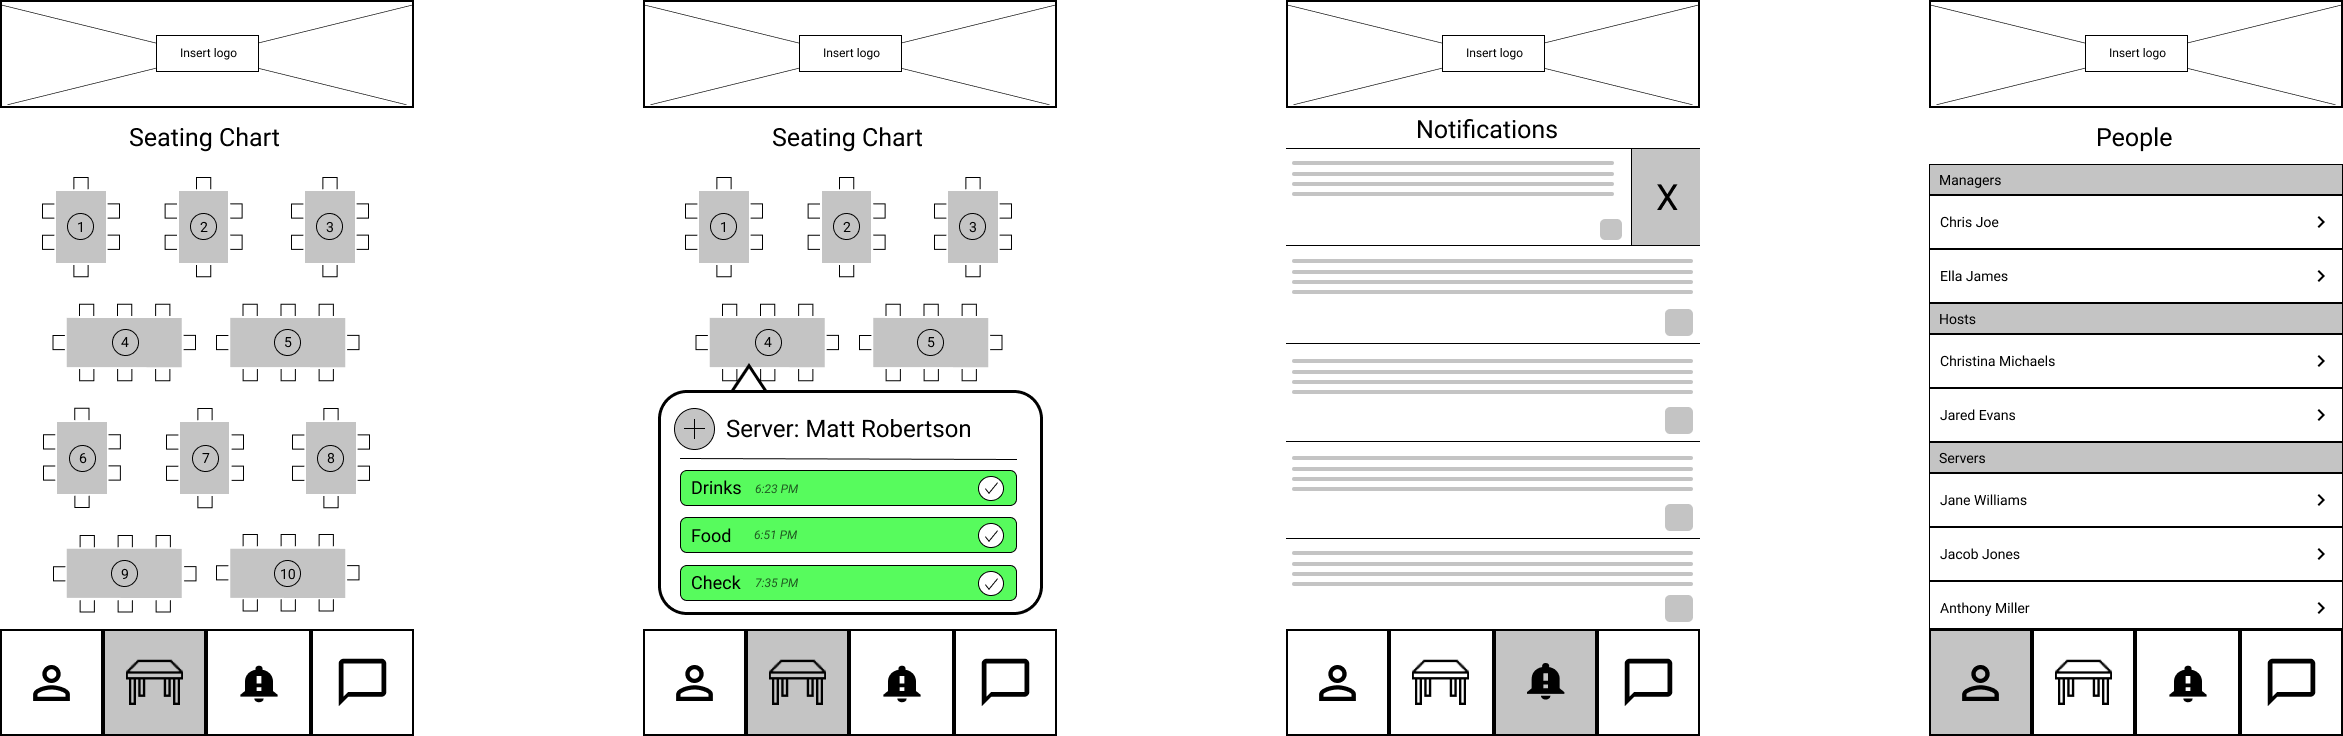 Insert logo
Seating Chart
1
2
3
4
5
6
7
8
9
10
Insert logo
Seating Chart
1
2
3
4
5
Server: Matt Robertson
Drinks 6:23 PM
Food 6:51 PM
Check 7:35 PM
Insert logo
Notifications
X
Insert logo
People
Managers
Chris Joe
Ella James
Hosts
Christina Michaels
Jared Evans
Servers
Jane Williams
Jacob Jones
Anthony Miller